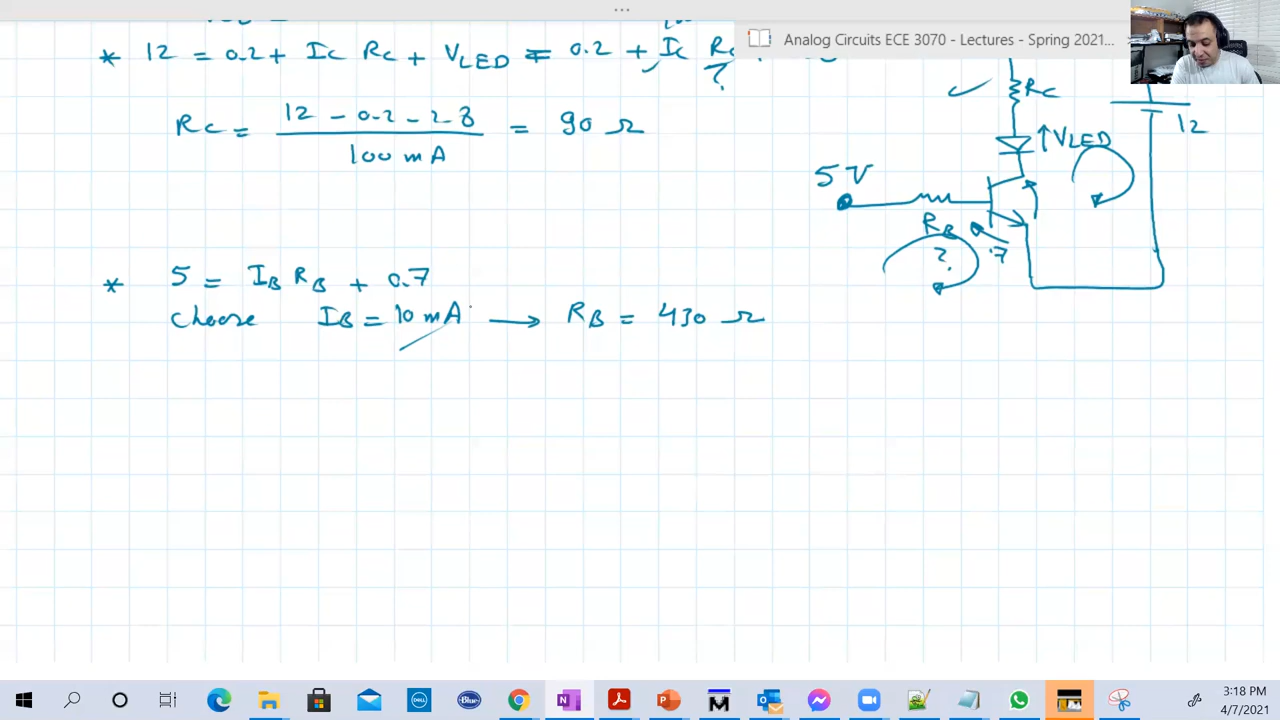 Analog Circuits ECE 3070 - Lectures - Spring 2021...
* 12 = 0.2 + Ic Rc + VLED = 0.2 + Ic Rc
?
Rc = 12 - 0.2 - 2.8 / 100 mA = 90 Ω
Rc
↑VLED
12
5V
RB
?
.7
* 5 = IB RB + 0.7
choose IB = 10 mA → RB = 430 Ω
DELL
Blue
3:18 PM
4/7/2021